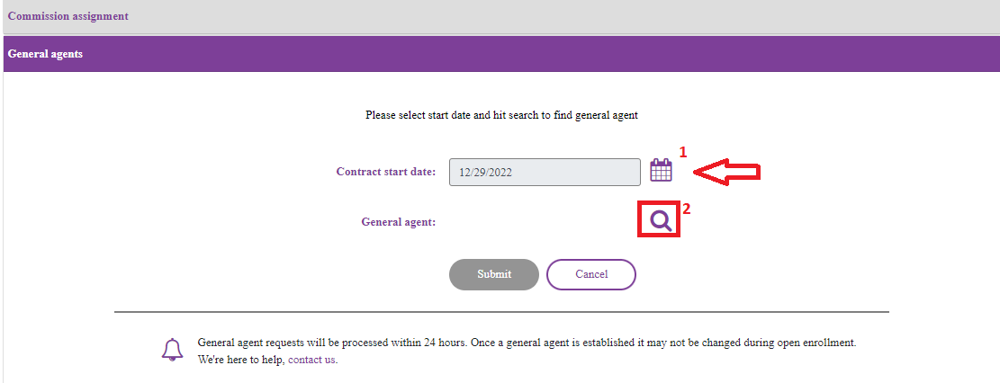 Commission assignment
General agents
Please select start date and hit search to find general agent
1
Contract start date: 12/29/2022
2
General agent:
Submit Cancel
General agent requests will be processed within 24 hours. Once a general agent is established it may not be changed during open enrollment.
We're here to help, contact us.